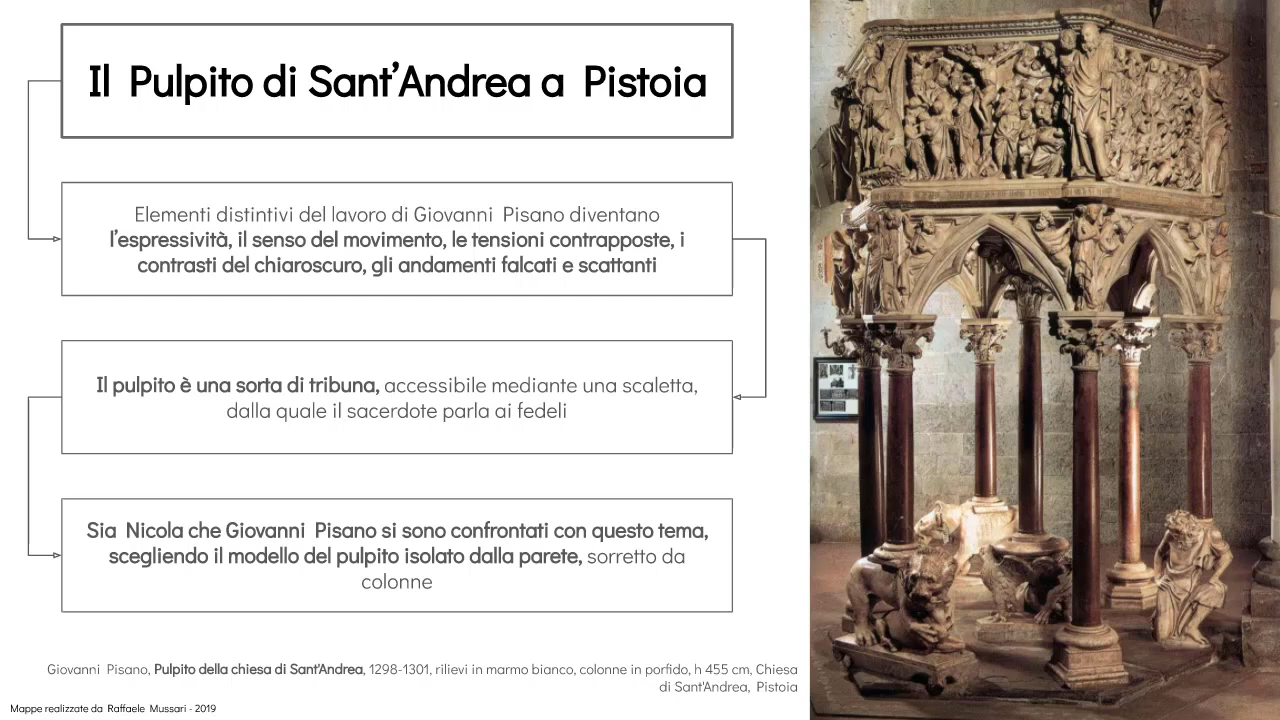 Il Pulpito di Sant’Andrea a Pistoia
Elementi distintivi del lavoro di Giovanni Pisano diventano
l’espressività, il senso del movimento, le tensioni contrapposte, i
contrasti del chiaroscuro, gli andamenti falcati e scattanti
Il pulpito è una sorta di tribuna, accessibile mediante una scaletta,
dalla quale il sacerdote parla ai fedeli
Sia Nicola che Giovanni Pisano si sono confrontati con questo tema,
scegliendo il modello del pulpito isolato dalla parete, sorretto da
colonne
Giovanni Pisano, Pulpito della chiesa di Sant'Andrea, 1298-1301, rilievi in marmo bianco, colonne in porfido, h 455 cm, Chiesa
di Sant'Andrea, Pistoia
Mappe realizzate da Raffaele Mussari - 2019